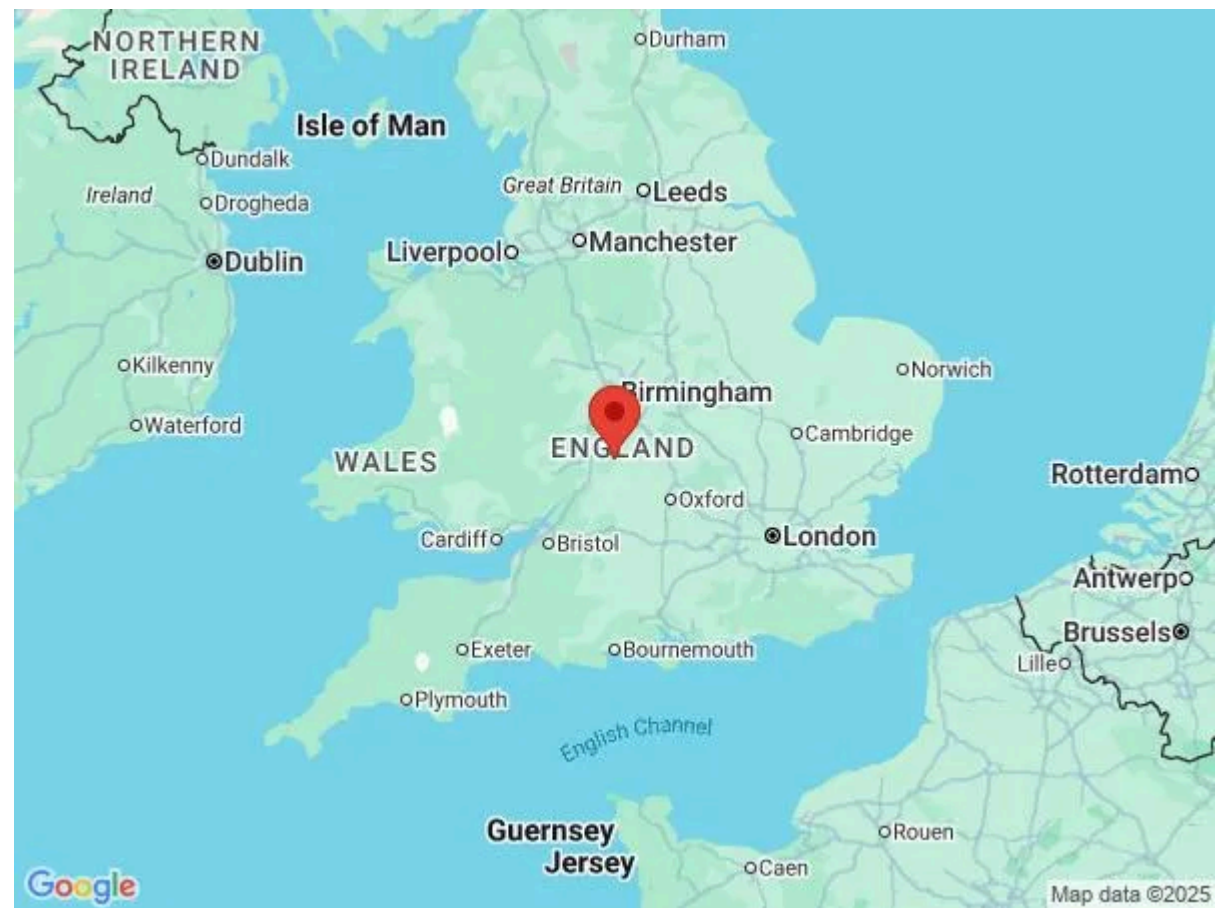 Durham
NORTHERN
IRELAND
Isle of Man
Dundalk
Great Britain
Leeds
Ireland
Drogheda
Manchester
Liverpool
Dublin
Kilkenny
Norwich
Birmingham
Waterford
Cambridge
ENGLAND
WALES
Rotterdam
Oxford
London
Cardiff
Bristol
Antwerp
Brussels
Exeter
Bournemouth
Lille
Plymouth
English Channel
Guernsey
Rouen
Jersey
Caen
Google
Map data ©2025